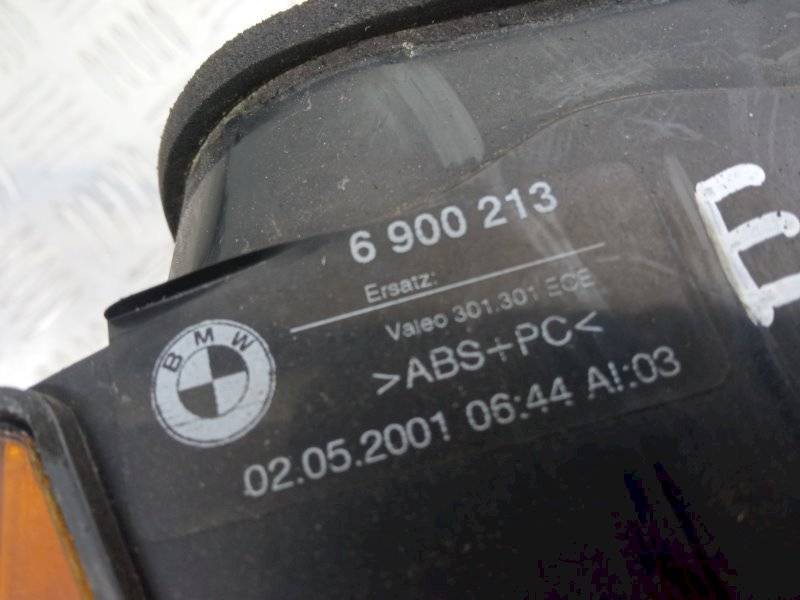 6 900 213
Ersatz:
Valeo 301.301 ECE
BMW
>ABS+PC<
02.05.2001 06:44 AI:03
E